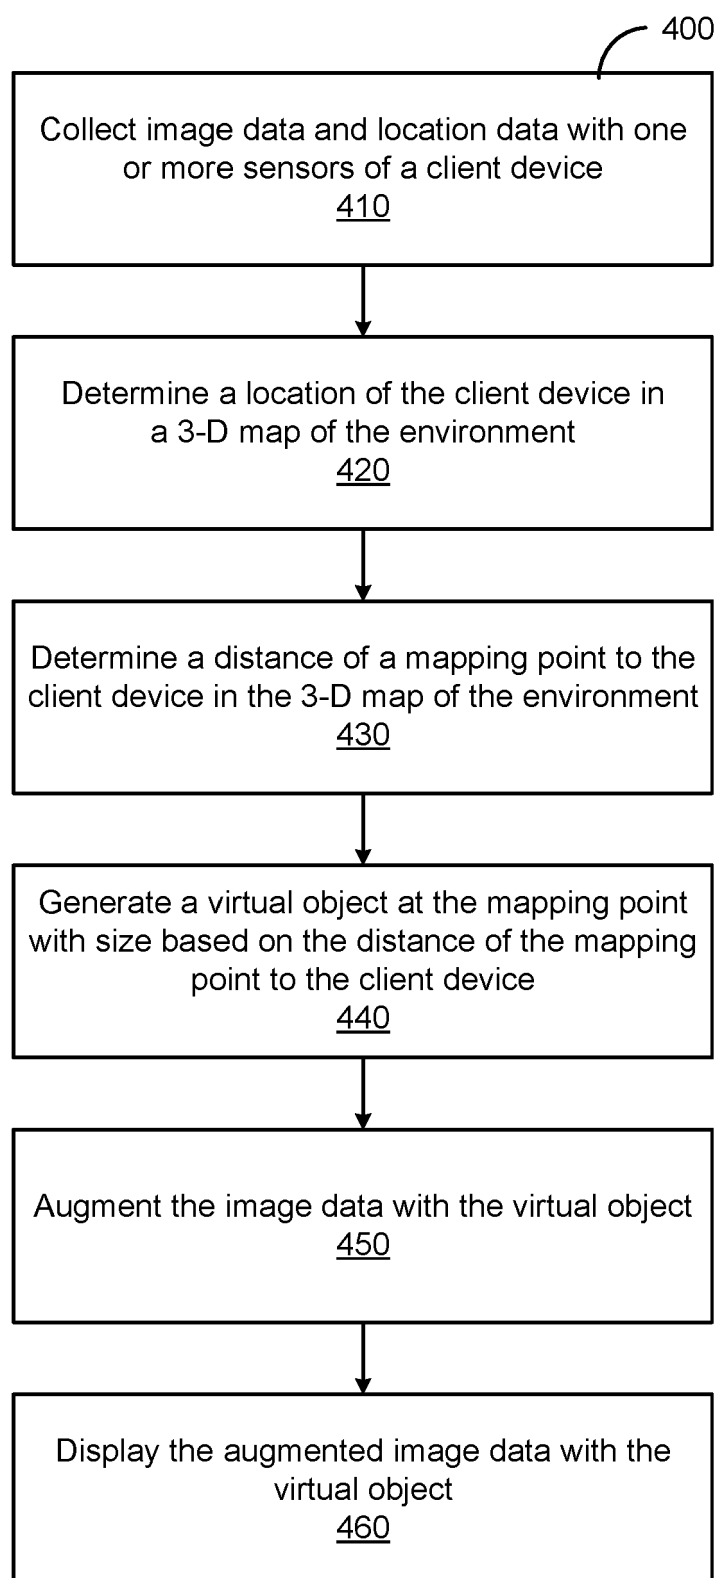 400
Collect image data and location data with one
or more sensors of a client device
410
Determine a location of the client device in
a 3-D map of the environment
420
Determine a distance of a mapping point to the
client device in the 3-D map of the environment
430
Generate a virtual object at the mapping point
with size based on the distance of the mapping
point to the client device
440
Augment the image data with the virtual object
450
Display the augmented image data with the
virtual object
460